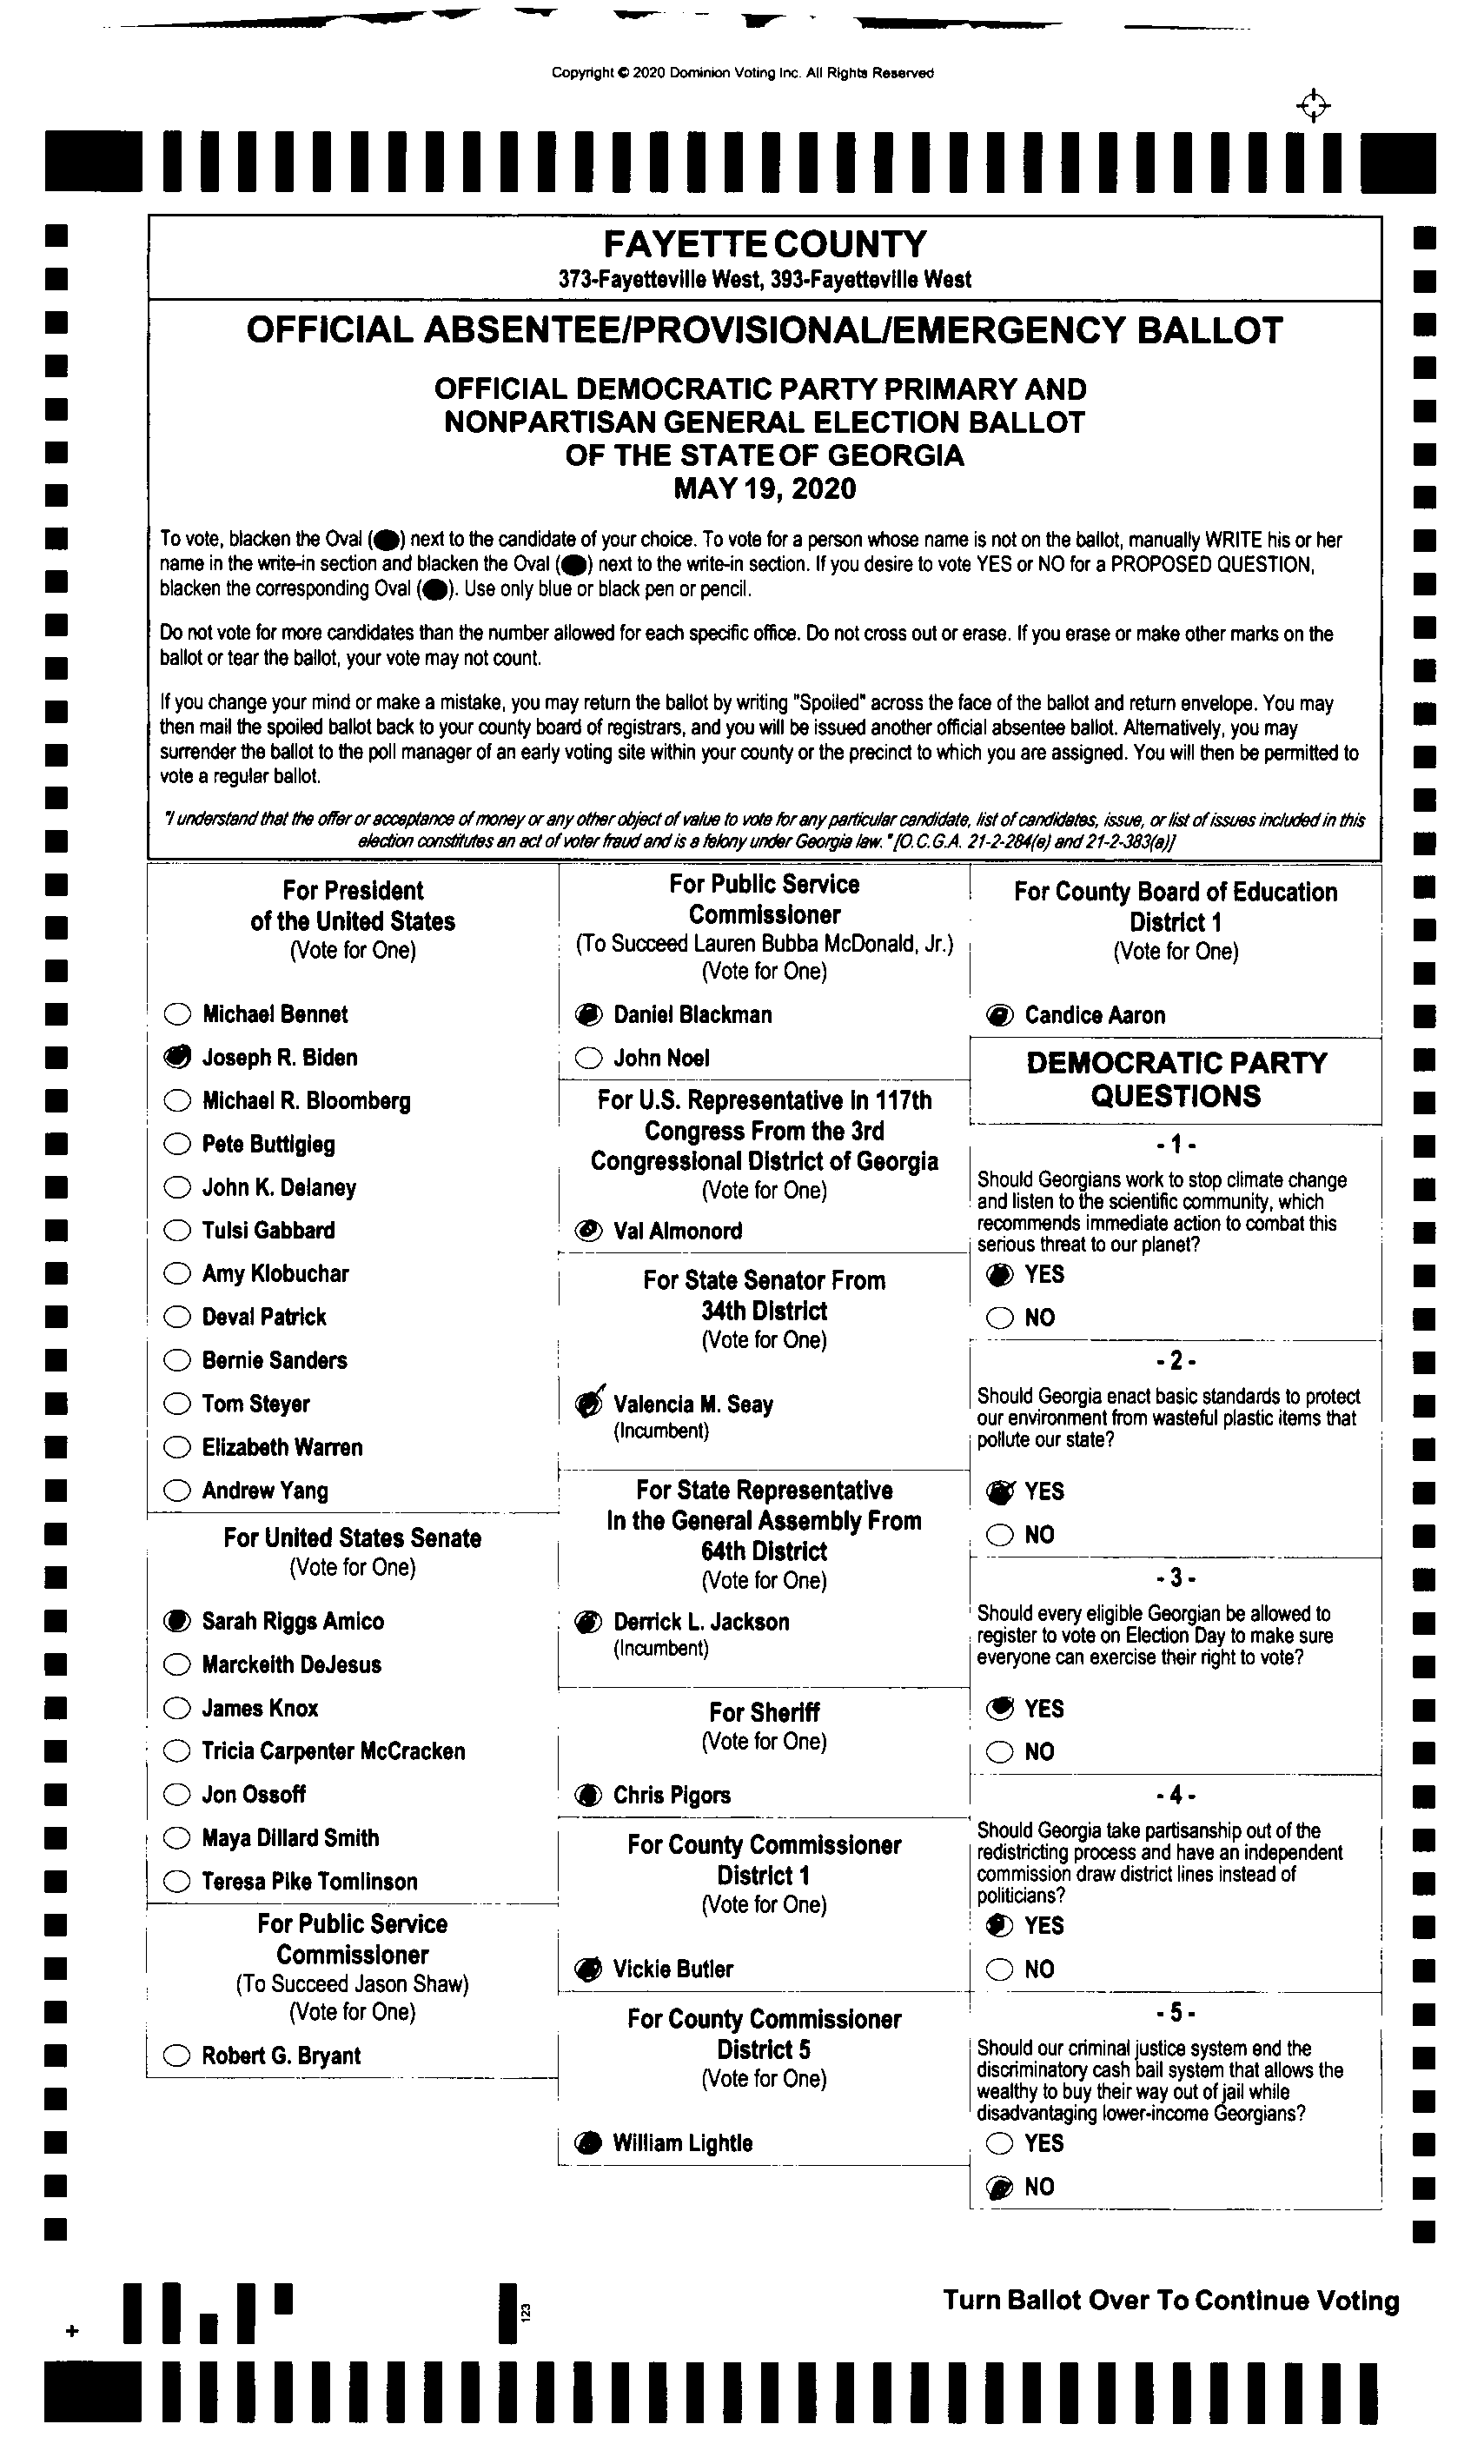 Copyright © 2020 Dominion Voting Inc. All Rights Reserved
FAYETTE COUNTY
373-Fayetteville West, 393-Fayetteville West
OFFICIAL ABSENTEE/PROVISIONAL/EMERGENCY BALLOT
OFFICIAL DEMOCRATIC PARTY PRIMARY AND
NONPARTISAN GENERAL ELECTION BALLOT
OF THE STATE OF GEORGIA
MAY 19, 2020
To vote, blacken the Oval ( ) next to the candidate of your choice. To vote for a person whose name is not on the ballot, manually WRITE his or her
name in the write-in section and blacken the Oval ( ) next to the write-in section. If you desire to vote YES or NO for a PROPOSED QUESTION,
blacken the corresponding Oval ( ). Use only blue or black pen or pencil.
Do not vote for more candidates than the number allowed for each specific office. Do not cross out or erase. If you erase or make other marks on the
ballot or tear the ballot, your vote may not count.
If you change your mind or make a mistake, you may return the ballot by writing "Spoiled" across the face of the ballot and return envelope. You may
then mail the spoiled ballot back to your county board of registrars, and you will be issued another official absentee ballot. Alternatively, you may
surrender the ballot to the poll manager of an early voting site within your county or the precinct to which you are assigned. You will then be permitted to
vote a regular ballot.
"I understand that the offer or acceptance of money or any other object of value to vote for any particular candidate, list of candidates, issue, or list of issues included in this
election constitutes an act of voter fraud and is a felony under Georgia law." [O.C.G.A. 21-2-284(e) and 21-2-383(a)]
For President
of the United States
(Vote for One)
Michael Bennet
Joseph R. Biden
Michael R. Bloomberg
Pete Buttigieg
John K. Delaney
Tulsi Gabbard
Amy Klobuchar
Deval Patrick
Bernie Sanders
Tom Steyer
Elizabeth Warren
Andrew Yang
For United States Senate
(Vote for One)
Sarah Riggs Amico
Marckeith DeJesus
James Knox
Tricia Carpenter McCracken
Jon Ossoff
Maya Dillard Smith
Teresa Pike Tomlinson
For Public Service
Commissioner
(To Succeed Jason Shaw)
(Vote for One)
Robert G. Bryant
For Public Service
Commissioner
(To Succeed Lauren Bubba McDonald, Jr.)
(Vote for One)
Daniel Blackman
John Noel
For U.S. Representative in 117th
Congress From the 3rd
Congressional District of Georgia
(Vote for One)
Val Almonord
For State Senator From
34th District
(Vote for One)
Valencia M. Seay
(Incumbent)
For State Representative
In the General Assembly From
64th District
(Vote for One)
Derrick L. Jackson
(Incumbent)
For Sheriff
(Vote for One)
Chris Pigors
For County Commissioner
District 1
(Vote for One)
Vickie Butler
For County Commissioner
District 5
(Vote for One)
William Lightle
For County Board of Education
District 1
(Vote for One)
Candice Aaron
DEMOCRATIC PARTY
QUESTIONS
- 1 -
Should Georgians work to stop climate change
and listen to the scientific community, which
recommends immediate action to combat this
serious threat to our planet?
YES
NO
- 2 -
Should Georgia enact basic standards to protect
our environment from wasteful plastic items that
pollute our state?
YES
NO
- 3 -
Should every eligible Georgian be allowed to
register to vote on Election Day to make sure
everyone can exercise their right to vote?
YES
NO
- 4 -
Should Georgia take partisanship out of the
redistricting process and have an independent
commission draw district lines instead of
politicians?
YES
NO
- 5 -
Should our criminal justice system end the
discriminatory cash bail system that allows the
wealthy to buy their way out of jail while
disadvantaging lower-income Georgians?
YES
NO
123
Turn Ballot Over To Continue Voting